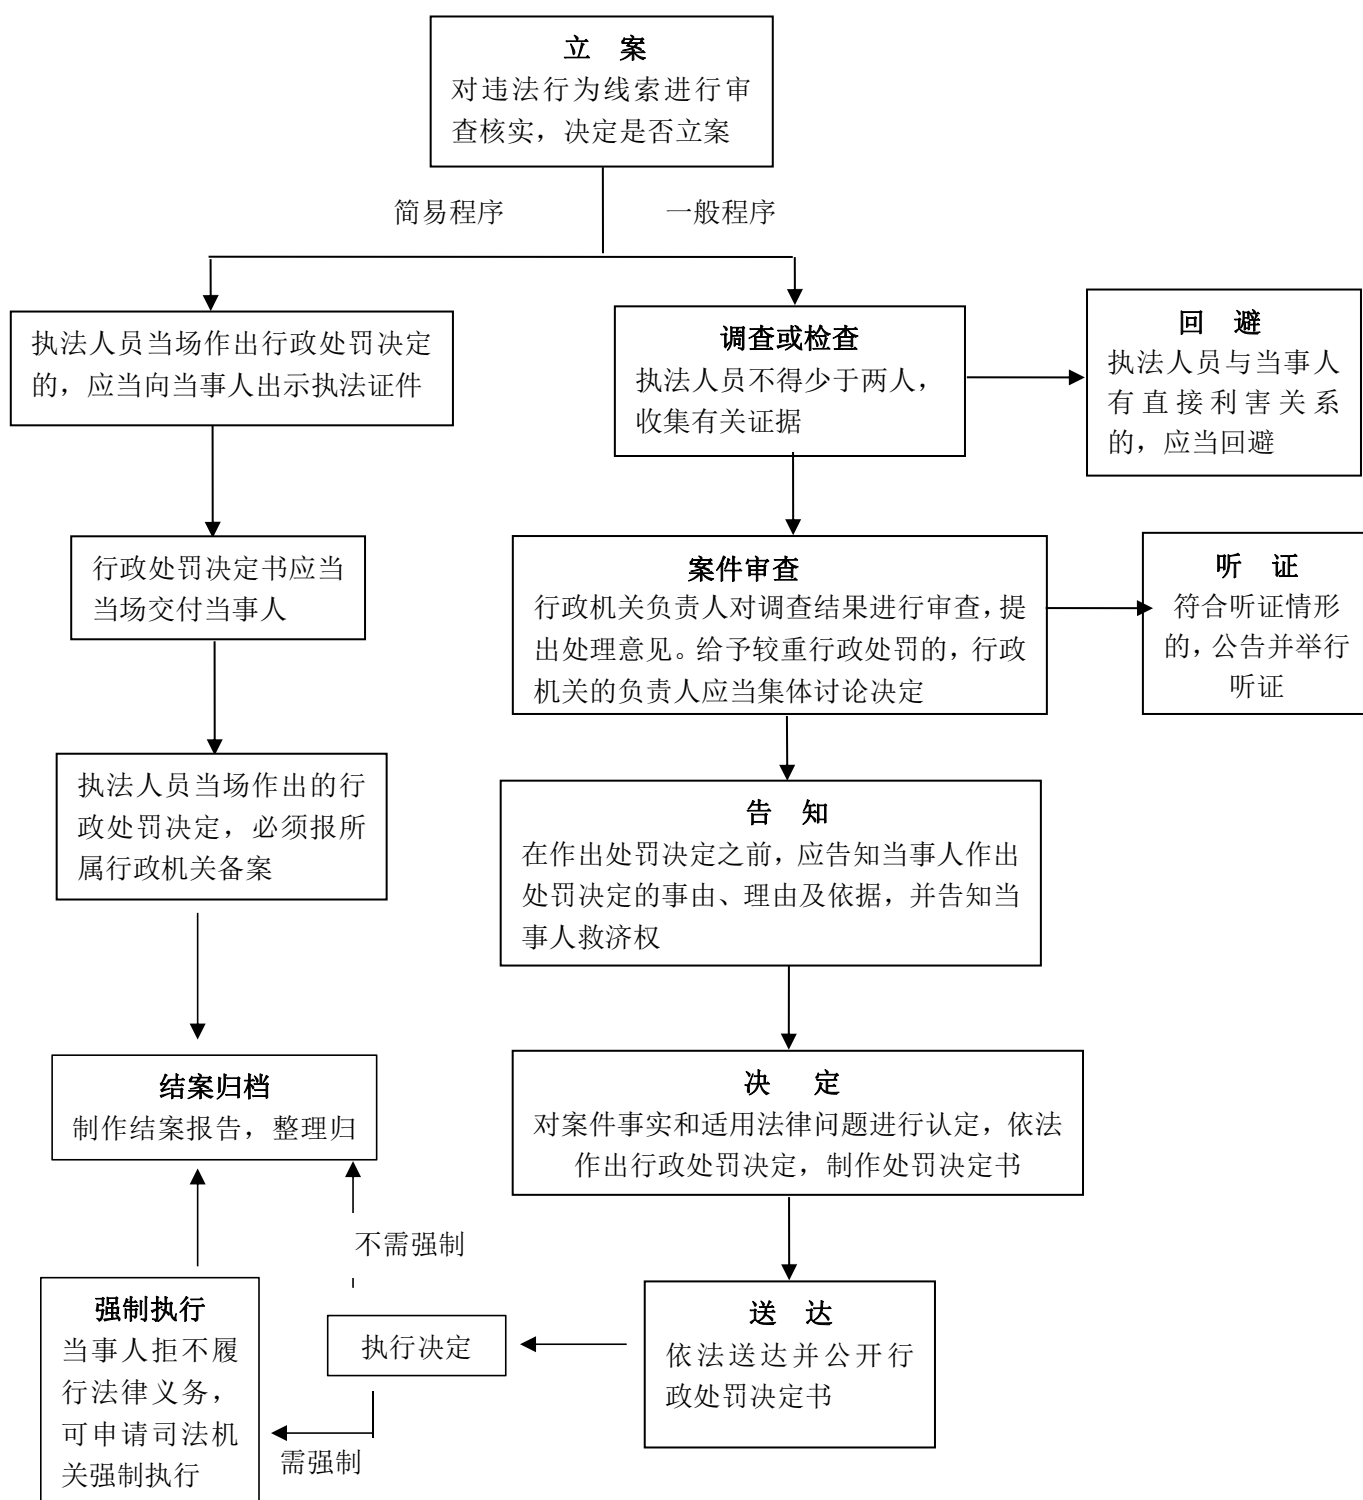 立 案
对违法行为线索进行审
查核实，决定是否立案
简易程序
一般程序
执法人员当场作出行政处罚决定
的，应当向当事人出示执法证件
调查或检查
执法人员不得少于两人，
收集有关证据
回 避
执法人员与当事人
有直接利害关系
的，应当回避
行政处罚决定书应当
当场交付当事人
案件审查
行政机关负责人对调查结果进行审查，提
出处理意见。给予较重行政处罚的，行政
机关的负责人应当集体讨论决定
听 证
符合听证情形
的，公告并举行
听证
执法人员当场作出的行
政处罚决定，必须报所
属行政机关备案
告 知
在作出处罚决定之前，应告知当事人作出
处罚决定的事由、理由及依据，并告知当
事人救济权
结案归档
制作结案报告，整理归
决 定
对案件事实和适用法律问题进行认定，依法
作出行政处罚决定，制作处罚决定书
不需强制
强制执行
当事人拒不履
行法律义务，
可申请司法机
关强制执行
执行决定
需强制
送 达
依法送达并公开行
政处罚决定书